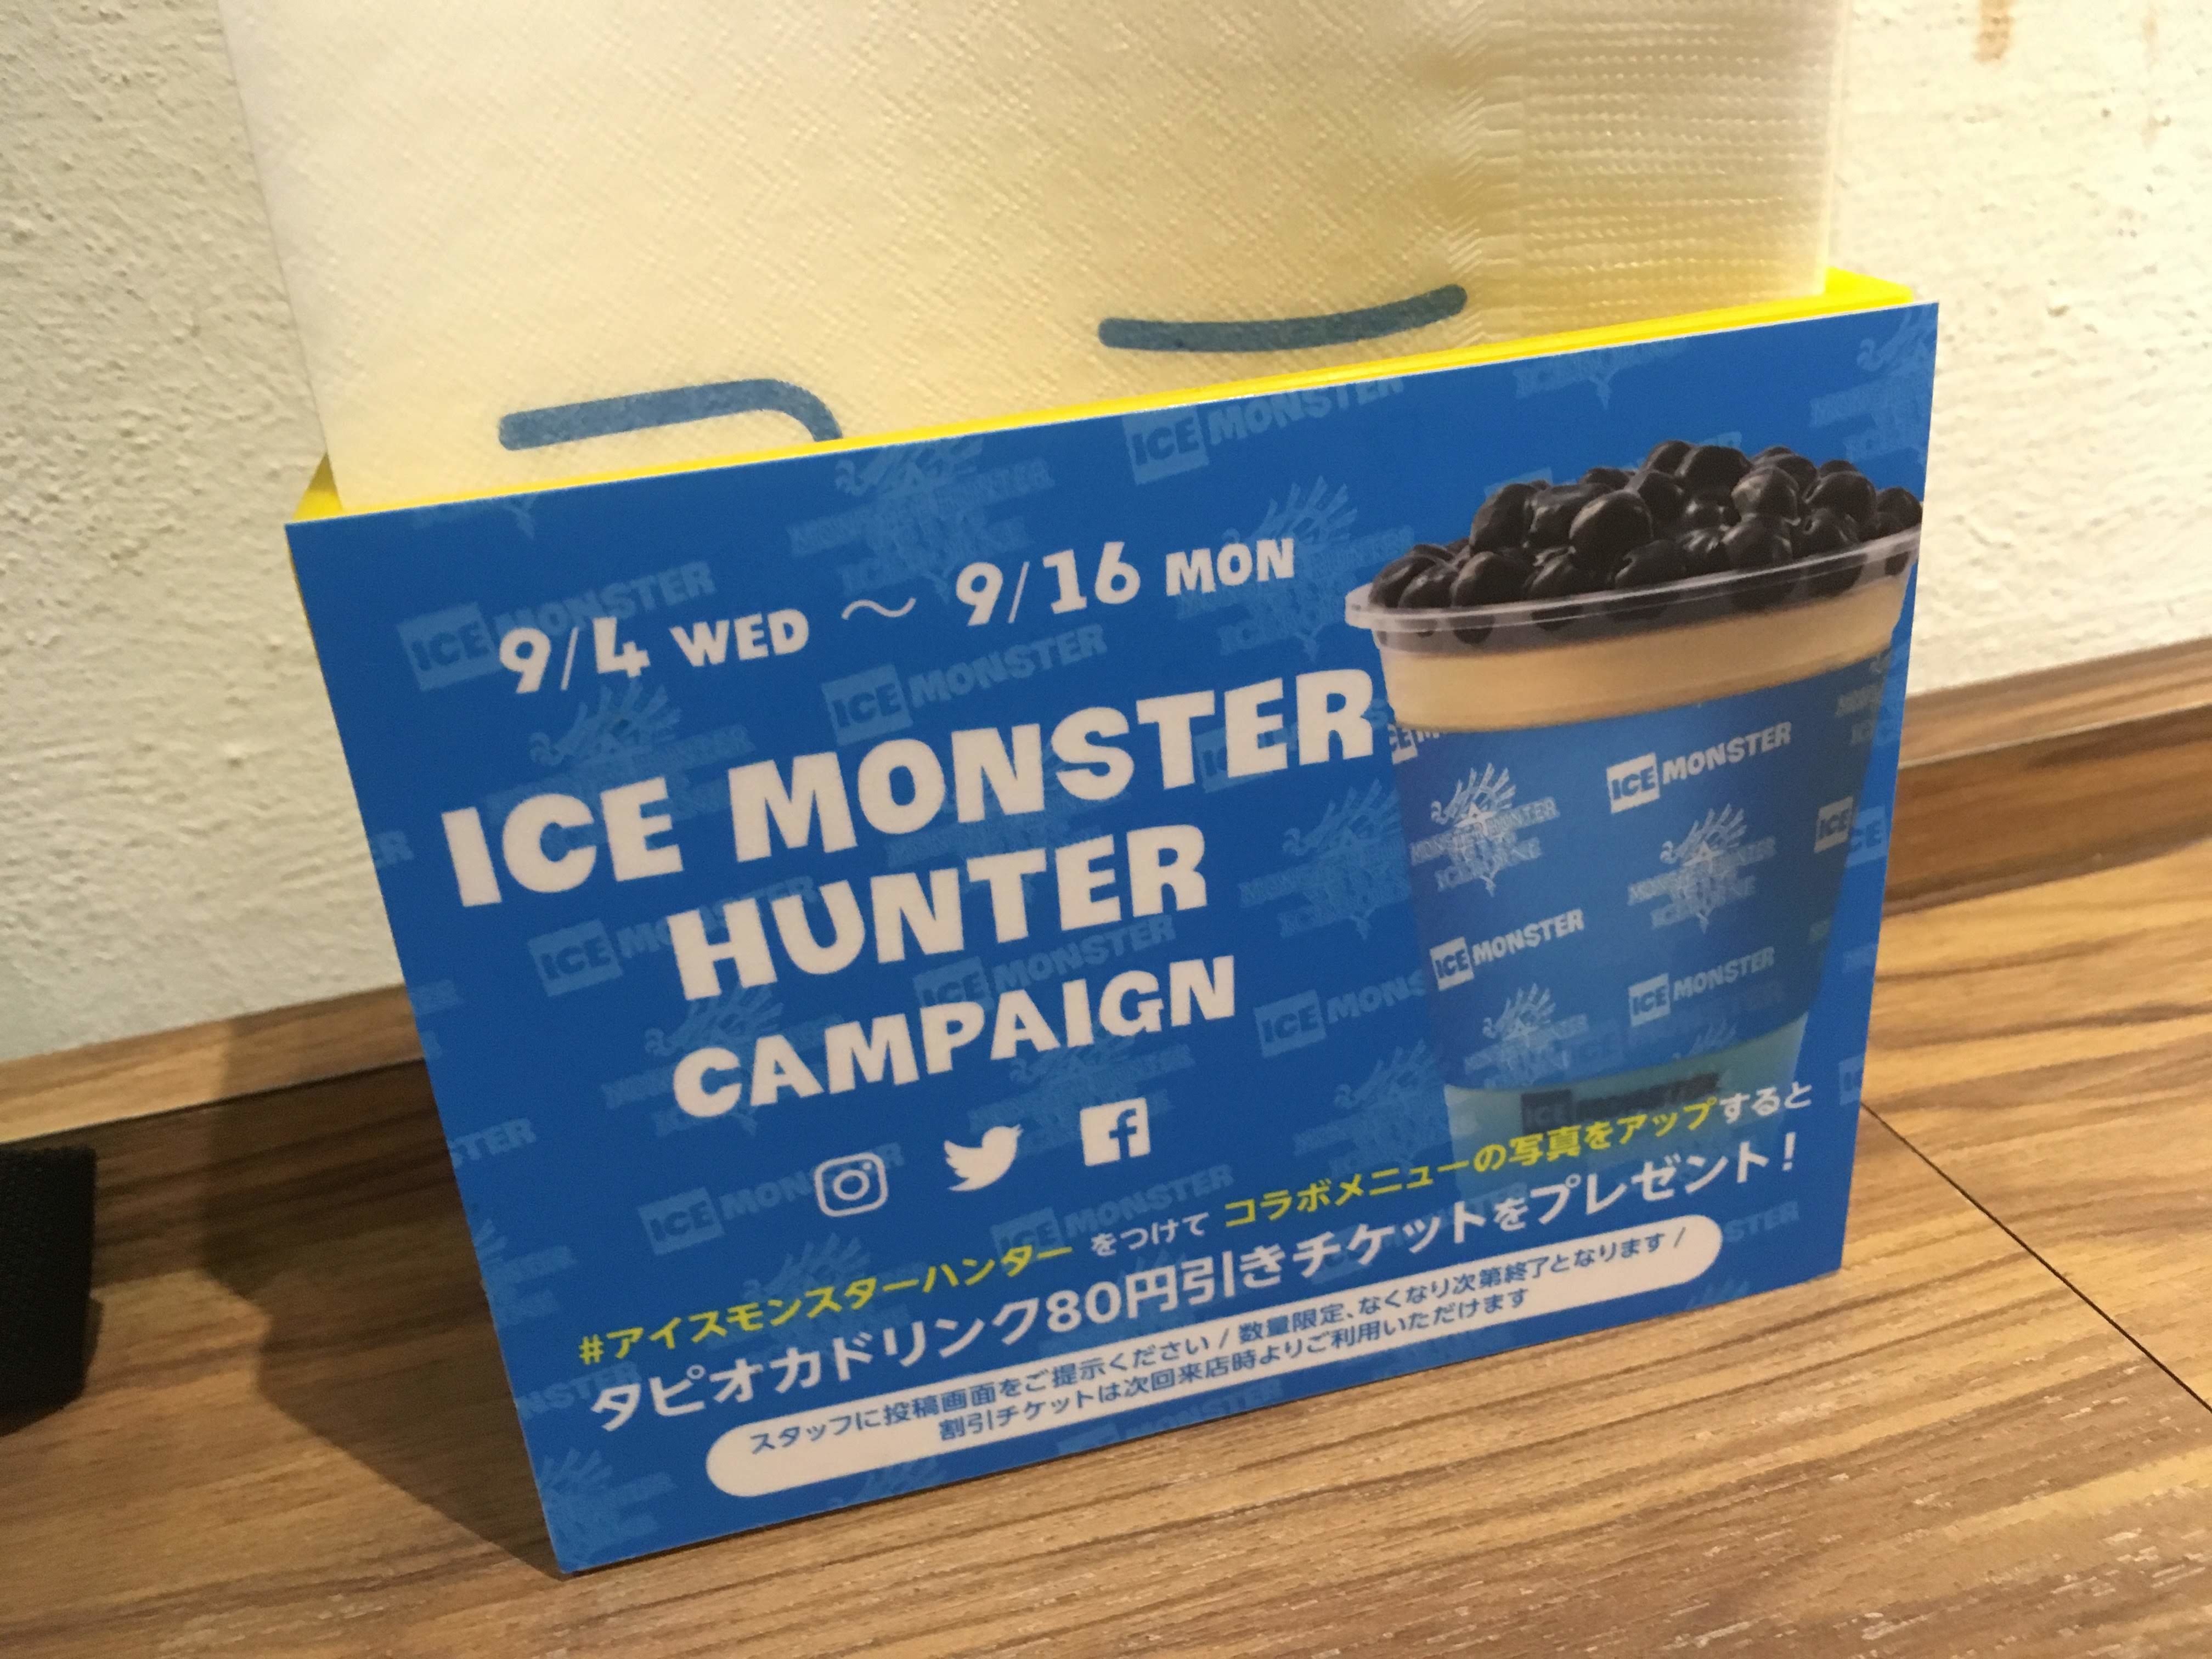 9/4 WED ～ 9/16 MON
ICE MONSTER
HUNTER
CAMPAIGN
#アイスモンスターハンター をつけて コラボメニューの写真をアップすると
タピオカドリンク80円引きチケットをプレゼント!
スタッフに投稿画面をご提示ください / 数量限定、なくなり次第終了となります /
割引チケットは次回来店時よりご利用いただけます
ICE MONSTER
MONSTER HUNTER
ICEBORNE
ICE MONSTER
ICE MONSTER